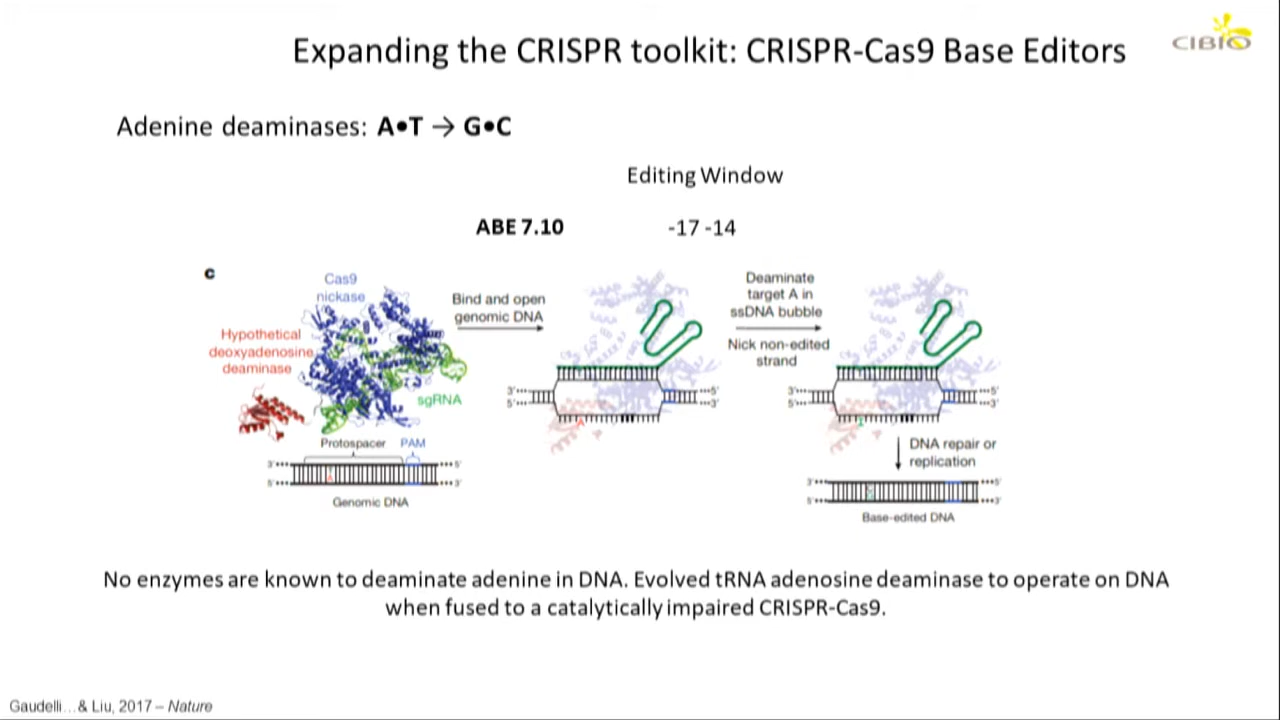 Expanding the CRISPR toolkit: CRISPR-Cas9 Base Editors
CIBIO
Adenine deaminases: A•T → G•C
Editing Window
ABE 7.10 -17 -14
c
Cas9
nickase
Hypothetical
deoxyadenosine
deaminase
sgRNA
Protospacer PAM
3' 5'
5' 3'
Genomic DNA
Bind and open
genomic DNA
3' 5'
5' 3'
A
Deaminate
target A in
ssDNA bubble
Nick non-edited
strand
3' 5'
5' 3'
I
DNA repair or
replication
3' 5'
5' 3'
Base-edited DNA
No enzymes are known to deaminate adenine in DNA. Evolved tRNA adenosine deaminase to operate on DNA
when fused to a catalytically impaired CRISPR-Cas9.
Gaudelli...& Liu, 2017 – Nature